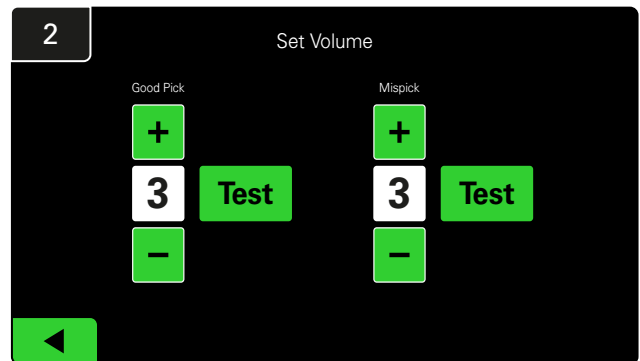 2
Set Volume
Good Pick
Mispick
+
+
3 Test
3 Test
−
−